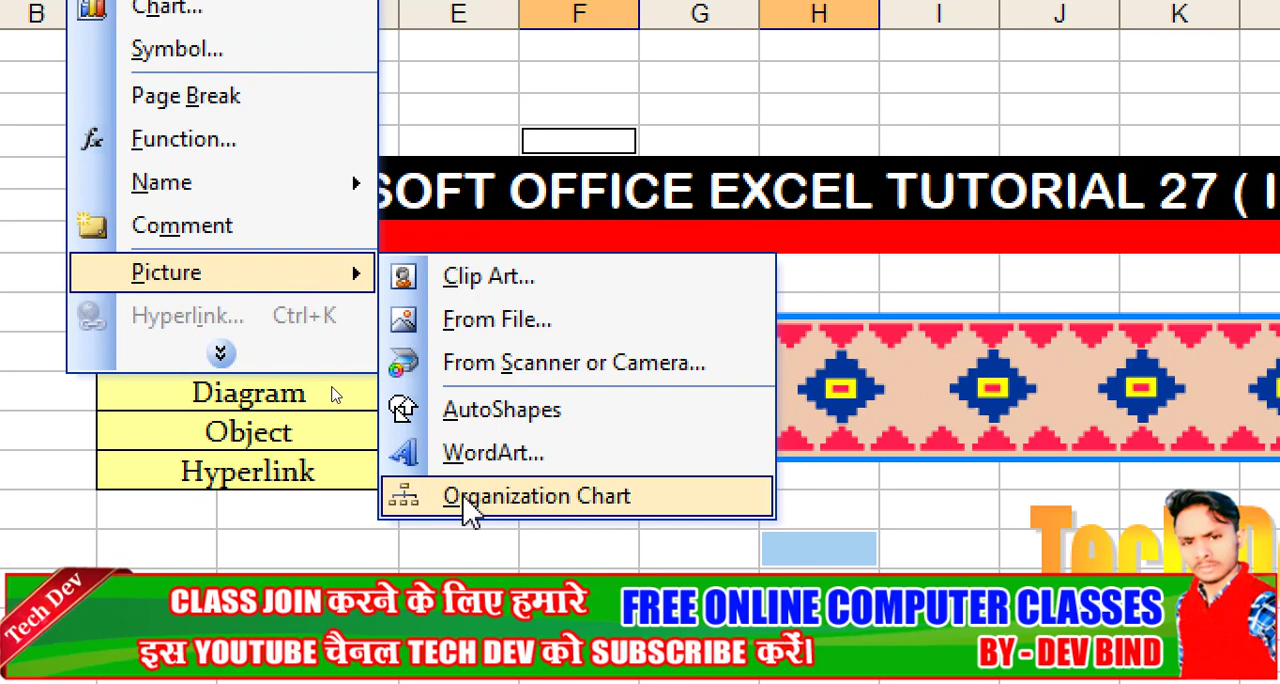 B E F G H I J K
Chart...
Symbol...
Page Break
fx Function...
Name
Comment
Picture
Hyperlink... Ctrl+K
SOFT OFFICE EXCEL TUTORIAL 27 ( I
Clip Art...
From File...
From Scanner or Camera...
AutoShapes
WordArt...
Organization Chart
Diagram
Object
Hyperlink
Tech D
Tech Dev
CLASS JOIN करने के लिए हमारे
इस YOUTUBE चैनल TECH DEV को SUBSCRIBE करें।
FREE ONLINE COMPUTER CLASSES
BY - DEV BIND